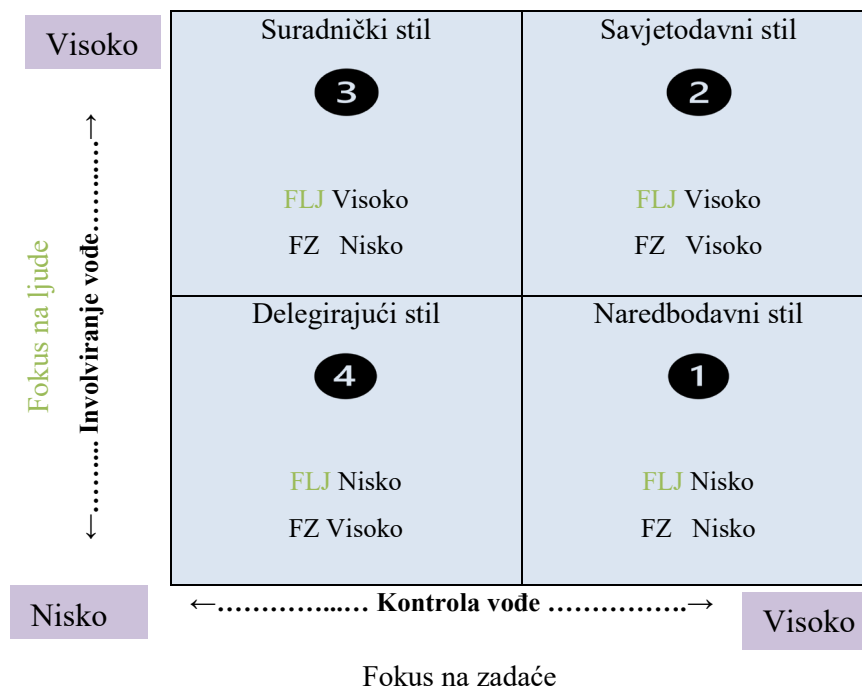 Visoko
Suradnički stil
3
FLJ Visoko
FZ Nisko
Savjetodavni stil
2
FLJ Visoko
FZ Visoko
Fokus na ljude
←…….. Involviranje vođe……..…→
Delegirajući stil
4
FLJ Nisko
FZ Visoko
Naredbodavni stil
1
FLJ Nisko
FZ Nisko
Nisko
←…………...… Kontrola vođe …………….→
Visoko
Fokus na zadaće